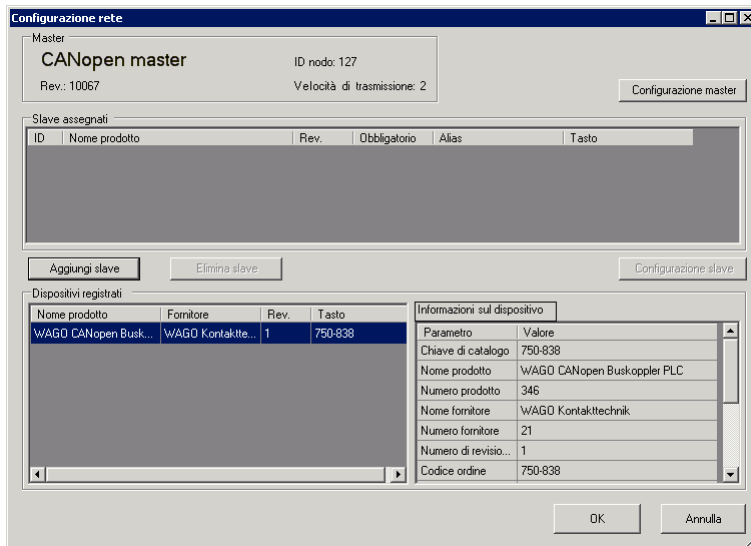 Configurazione rete
Master
CANopen master
ID nodo: 127
Rev.: 10067
Velocità di trasmissione: 2
Configurazione master
Slave assegnati
ID Nome prodotto Rev. Obbligatorio Alias Tasto
Aggiungi slave Elimina slave Configurazione slave
Dispositivi registrati
Nome prodotto Fornitore Rev. Tasto
WAGO CANopen Busk... WAGO Kontaktte... 1 750-838
Informazioni sul dispositivo
Parametro Valore
Chiave di catalogo 750-838
Nome prodotto WAGO CANopen Buskoppler PLC
Numero prodotto 346
Nome fornitore WAGO Kontakttechnik
Numero fornitore 21
Numero di revisio... 1
Codice ordine 750-838
OK Annulla